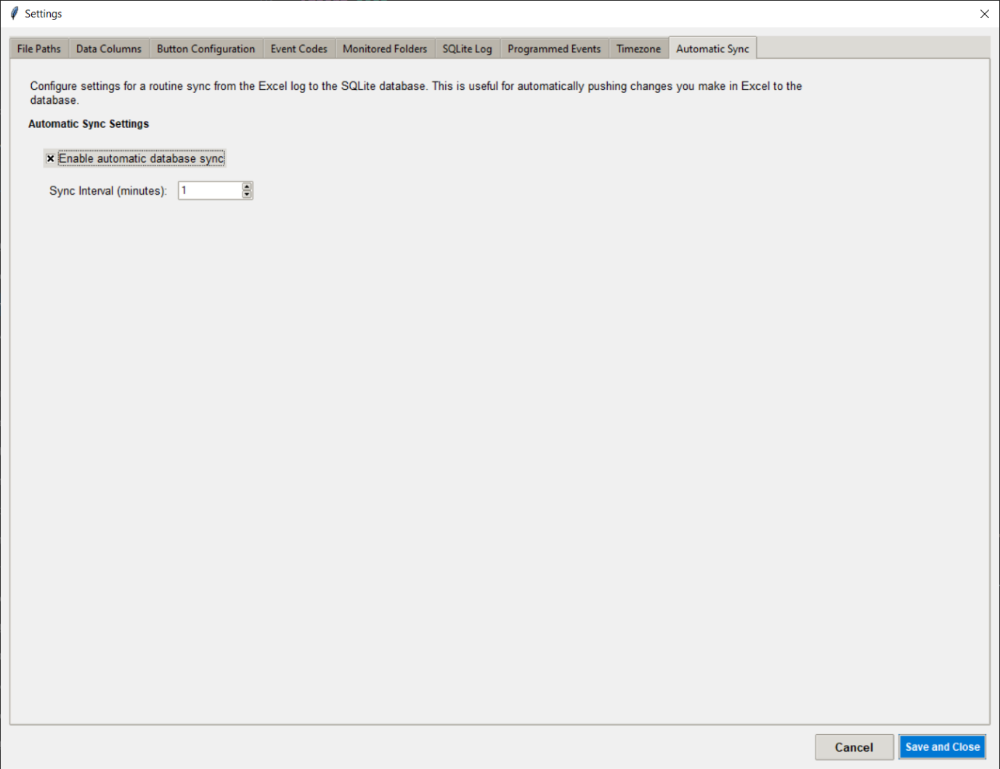 Settings
File Paths Data Columns Button Configuration Event Codes Monitored Folders SQLite Log Programmed Events Timezone Automatic Sync
Configure settings for a routine sync from the Excel log to the SQLite database. This is useful for automatically pushing changes you make in Excel to the
database.
Automatic Sync Settings
Enable automatic database sync
Sync Interval (minutes): 1
Cancel Save and Close